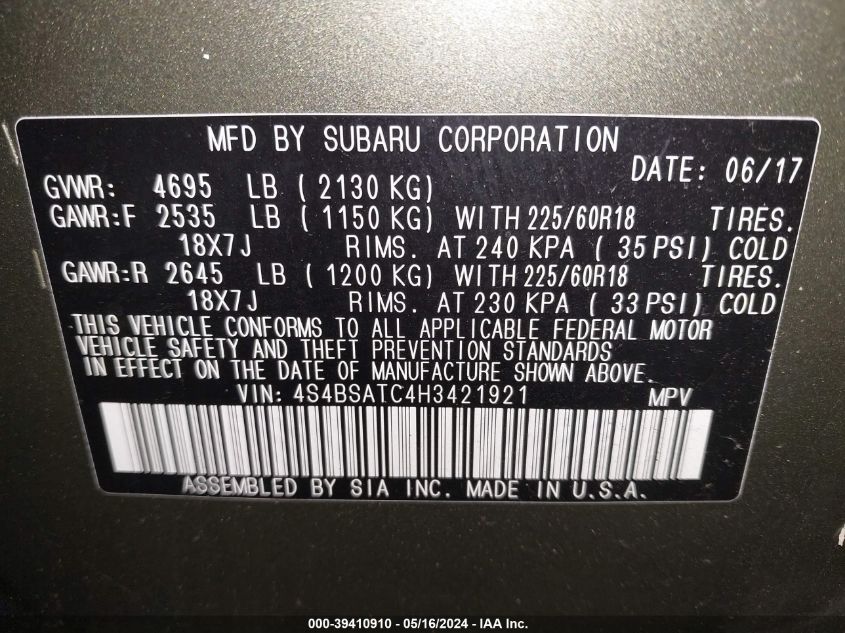 MFD BY SUBARU CORPORATION
DATE: 06/17
GVWR: 4695 LB ( 2130 KG)
GAWR:F 2535 LB ( 1150 KG) WITH 225/60R18 TIRES.
18X7J RIMS. AT 240 KPA ( 35 PSI) COLD
GAWR:R 2645 LB ( 1200 KG) WITH 225/60R18 TIRES.
18X7J RIMS. AT 230 KPA ( 33 PSI) COLD
THIS VEHICLE CONFORMS TO ALL APPLICABLE FEDERAL MOTOR
VEHICLE SAFETY AND THEFT PREVENTION STANDARDS
IN EFFECT ON THE DATE OF MANUFACTURE SHOWN ABOVE.
VIN: 4S4BSATC4H3421921 MPV
ASSEMBLED BY SIA INC. MADE IN U.S.A.
000-39410910 - 05/16/2024 - IAA Inc.